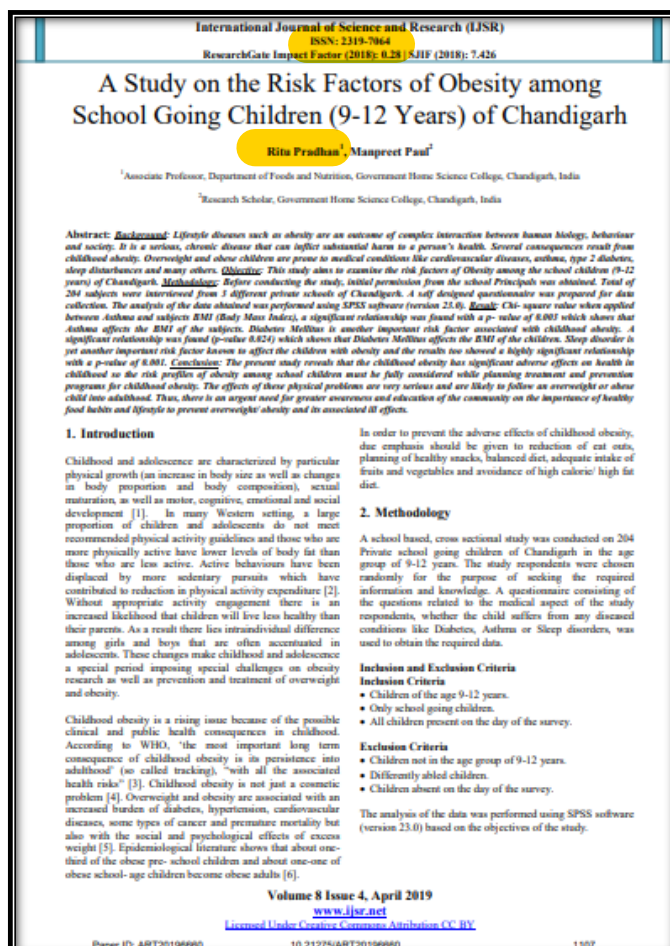 International Journal of Science and Research (IJSR)
ISSN: 2319-7064
ResearchGate Impact Factor (2018): 0.28 | SJIF (2018): 7.426
A Study on the Risk Factors of Obesity among
School Going Children (9-12 Years) of Chandigarh
Ritu Pradhan1, Manpreet Paul2
1Associate Professor, Department of Foods and Nutrition, Government Home Science College, Chandigarh, India
2Research Scholar, Government Home Science College, Chandigarh, India
Abstract: Background: Lifestyle diseases such as obesity are an outcome of complex interaction between human biology, behaviour
and society. It is a serious, chronic disease that can inflict substantial harm to a person's health. Several consequences result from
childhood obesity. Overweight and obese children are prone to medical conditions like cardiovascular diseases, asthma, type 2 diabetes,
sleep disturbances and many others. Objective: This study aims to examine the risk factors of Obesity among the school children (9-12
years) of Chandigarh. Methodology: Before conducting the study, initial permission from the school Principals was obtained. Total of
204 subjects were interviewed from 3 different private schools of Chandigarh. A self designed questionnaire was prepared for data
collection. The analysis of the data obtained was performed using SPSS software (version 23.0). Result: Chi- square value when applied
between Asthma and subjects BMI (Body Mass Index), a significant relationship was found with a p- value of 0.003 which shows that
Asthma affects the BMI of the subjects. Diabetes Mellitus is another important risk factor associated with childhood obesity. A
significant relationship was found (p-value 0.024) which shows that Diabetes Mellitus affects the BMI of the children. Sleep disorder is
yet another important risk factor known to affect the children with obesity and the results too showed a highly significant relationship
with a p-value of 0.001. Conclusion: The present study reveals that the childhood obesity has significant adverse effects on health in
childhood so the risk profiles of obesity among school children must be fully considered while planning treatment and prevention
programs for childhood obesity. The effects of these physical problems are very serious and are likely to follow an overweight or obese
child into adulthood. Thus, there is an urgent need for greater awareness and education of the community on the importance of healthy
food habits and lifestyle to prevent overweight/ obesity and its associated ill effects.
1. Introduction
Childhood and adolescence are characterized by particular
physical growth (an increase in body size as well as changes
in body proportion and body composition), sexual
maturation, as well as motor, cognitive, emotional and social
development [1]. In many Western setting, a large
proportion of children and adolescents do not meet
recommended physical activity guidelines and those who are
more physically active have lower levels of body fat than
those who are less active. Active behaviours have been
displaced by more sedentary pursuits which have
contributed to reduction in physical activity expenditure [2].
Without appropriate activity engagement there is an
increased likelihood that children will live less healthy than
their parents. As a result there lies intraindividual difference
among girls and boys that are often accentuated in
adolescents. These changes make childhood and adolescence
a special period imposing special challenges on obesity
research as well as prevention and treatment of overweight
and obesity.
Childhood obesity is a rising issue because of the possible
clinical and public health consequences in childhood.
According to WHO, 'the most important long term
consequence of childhood obesity is its persistence into
adulthood' (so called tracking), "with all the associated
health risks" [3]. Childhood obesity is not just a cosmetic
problem [4]. Overweight and obesity are associated with an
increased burden of diabetes, hypertension, cardiovascular
diseases, some types of cancer and premature mortality but
also with the social and psychological effects of excess
weight [5]. Epidemiological literature shows that about one-
third of the obese pre- school children and about one-one of
obese school- age children become obese adults [6].
In order to prevent the adverse effects of childhood obesity,
due emphasis should be given to reduction of eat outs,
planning of healthy snacks, balanced diet, adequate intake of
fruits and vegetables and avoidance of high calorie/ high fat
diet.
2. Methodology
A school based, cross sectional study was conducted on 204
Private school going children of Chandigarh in the age
group of 9-12 years. The study respondents were chosen
randomly for the purpose of seeking the required
information and knowledge. A questionnaire consisting of
the questions related to the medical aspect of the study
respondents, whether the child suffers from any diseased
conditions like Diabetes, Asthma or Sleep disorders, was
used to obtain the required data.
Inclusion and Exclusion Criteria
Inclusion Criteria
• Children of the age 9-12 years.
• Only school going children.
• All children present on the day of the survey.
Exclusion Criteria
• Children not in the age group of 9-12 years.
• Differently abled children.
• Children absent on the day of the survey.
The analysis of the data was performed using SPSS software
(version 23.0) based on the objectives of the study.
Volume 8 Issue 4, April 2019
www.ijsr.net
Licensed Under Creative Commons Attribution CC BY
Paper ID: 1107